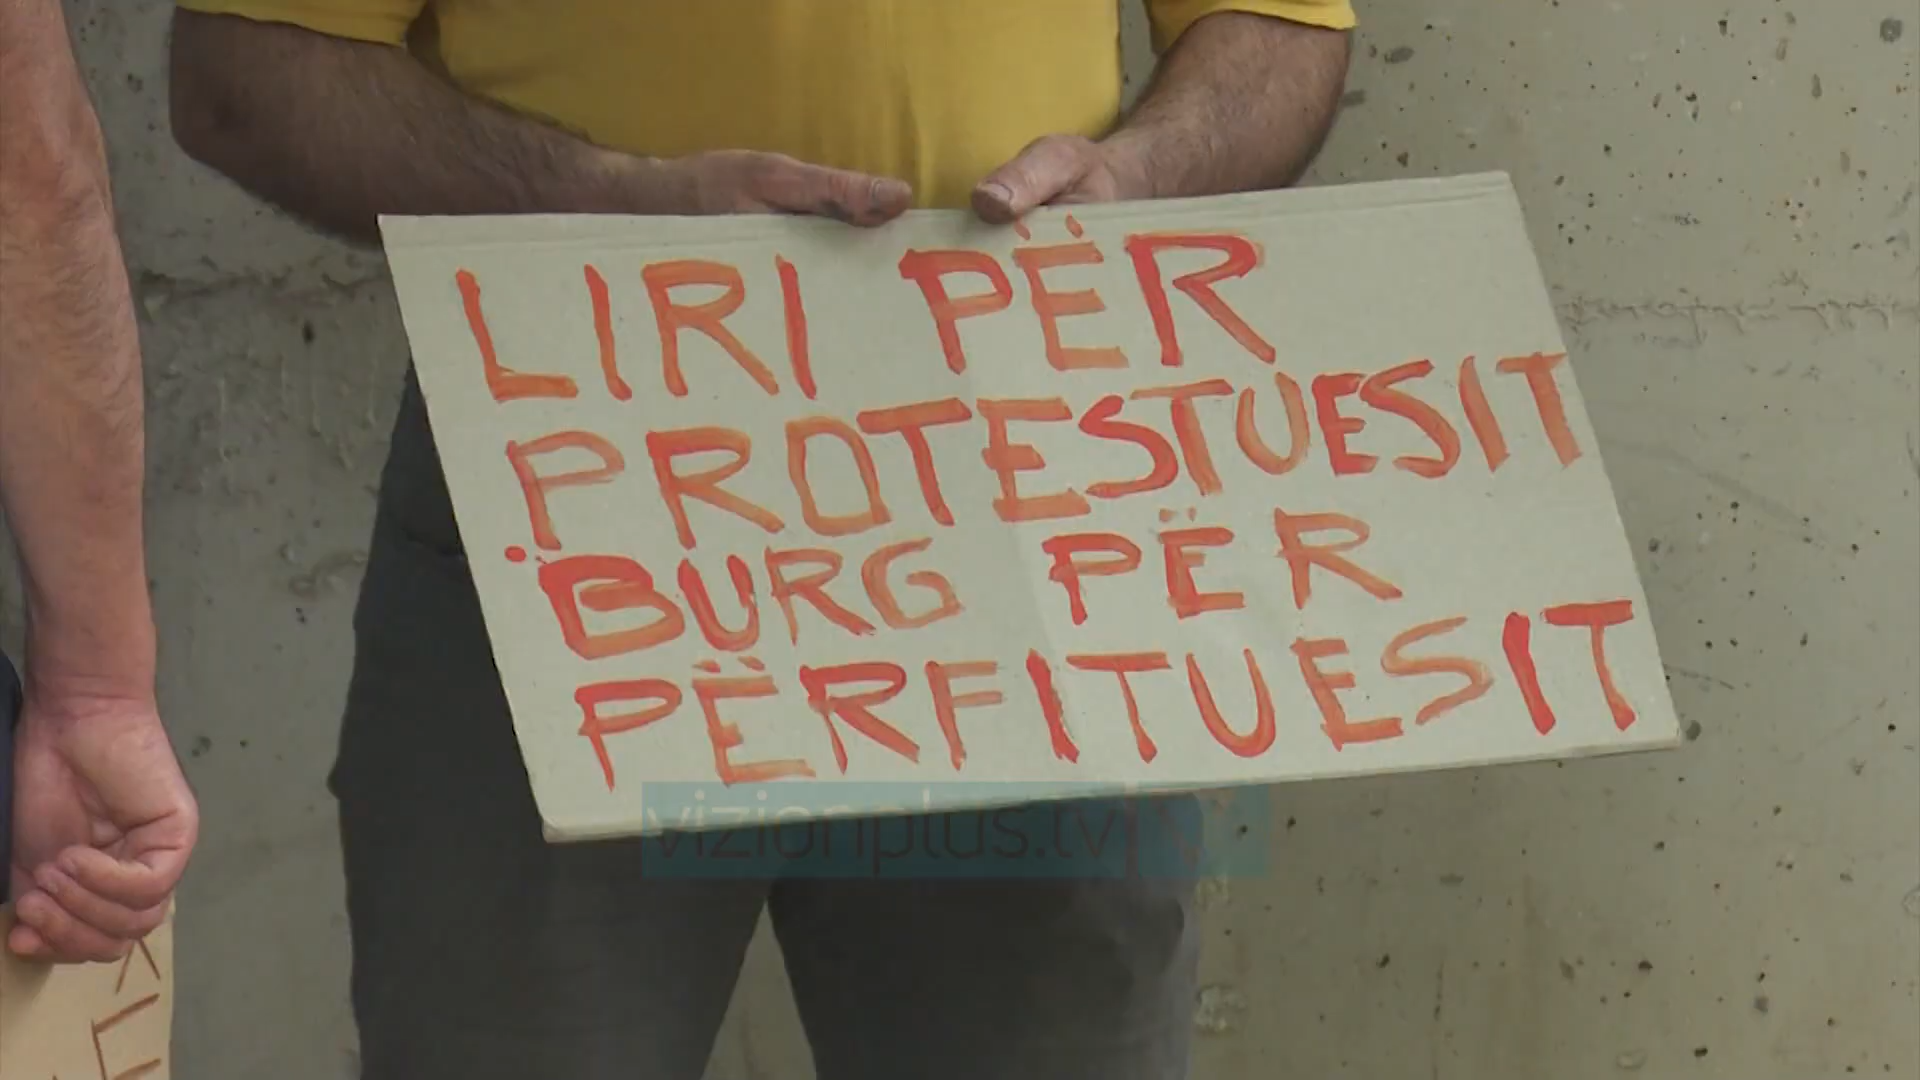 LIRI PËR
PROTESTUESIT
BURG PËR
PËRFITUESIT
vizionplus.tv